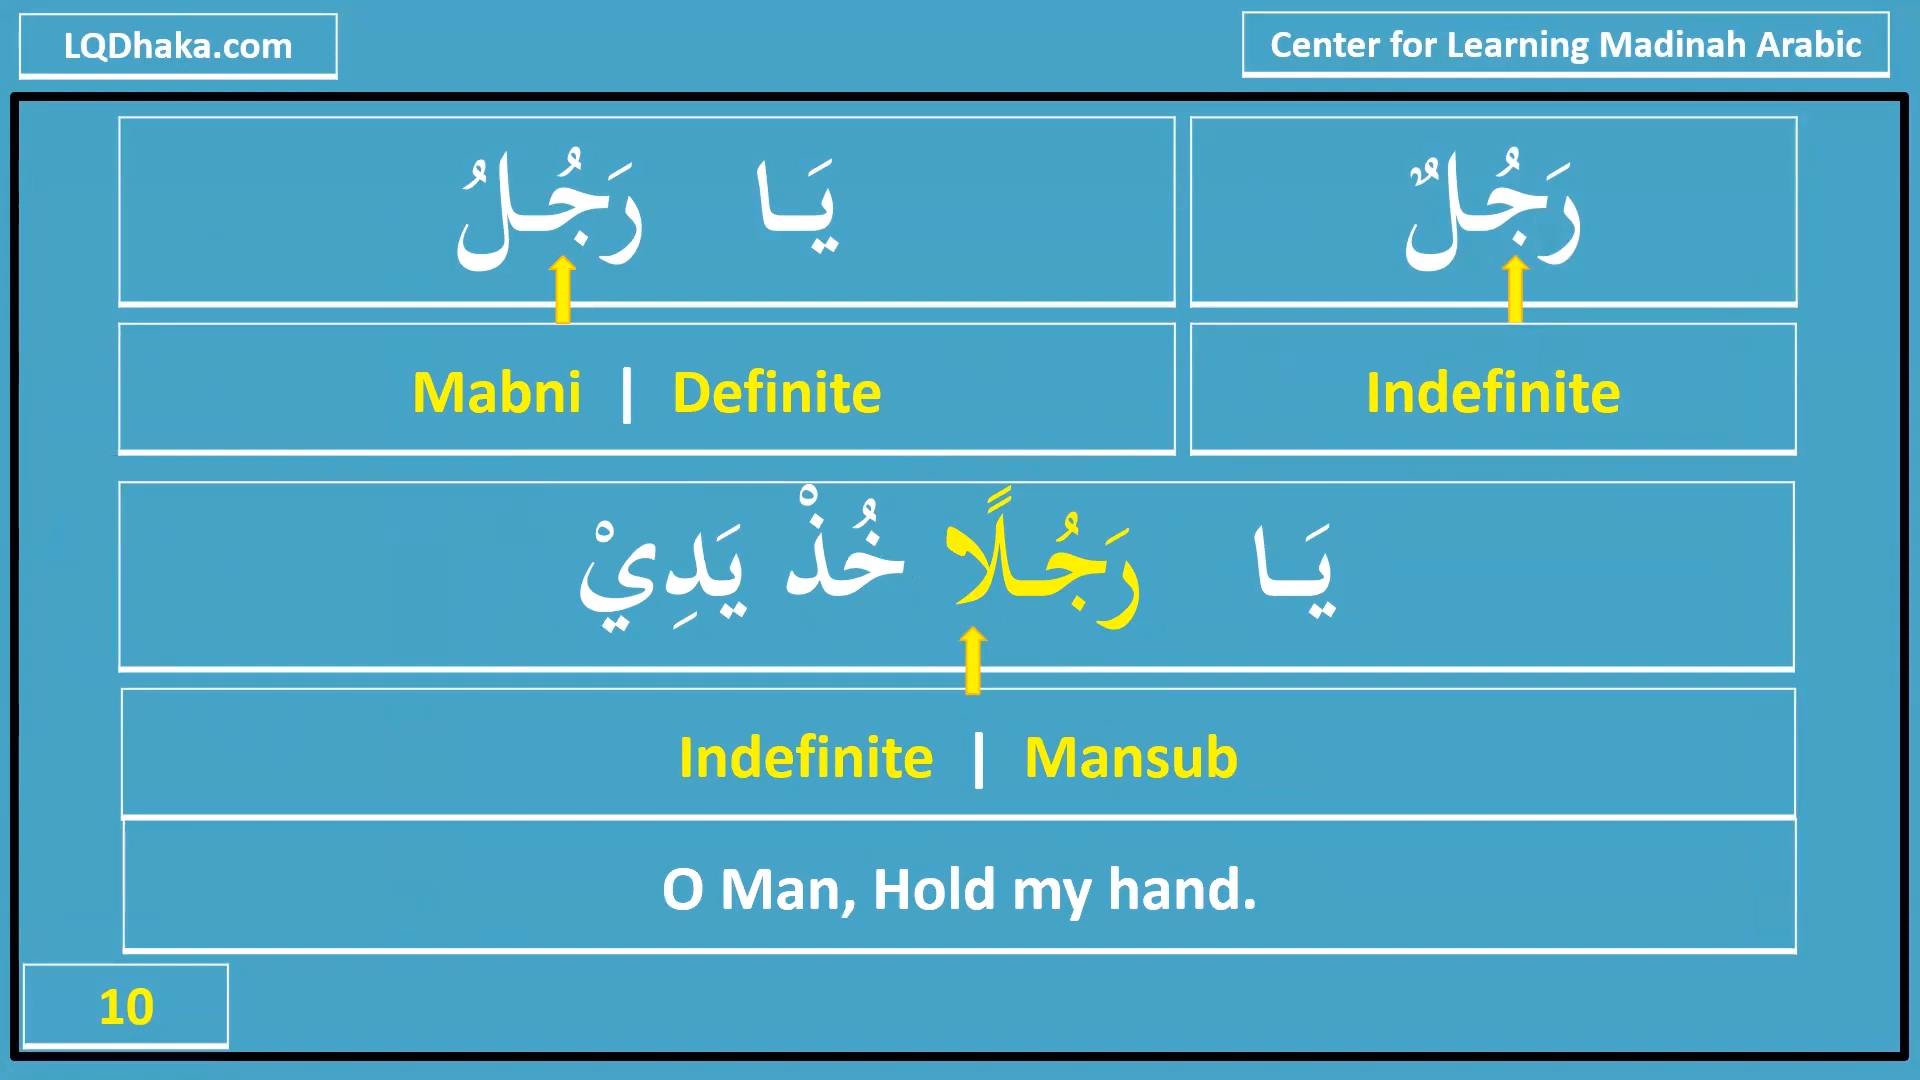 LQDhaka.com
Center for Learning Madinah Arabic
رَجُلٌ
يَا رَجُلُ
Indefinite
Mabni | Definite
يَا رَجُلًا خُذْ يَدِيْ
Indefinite | Mansub
O Man, Hold my hand.
10